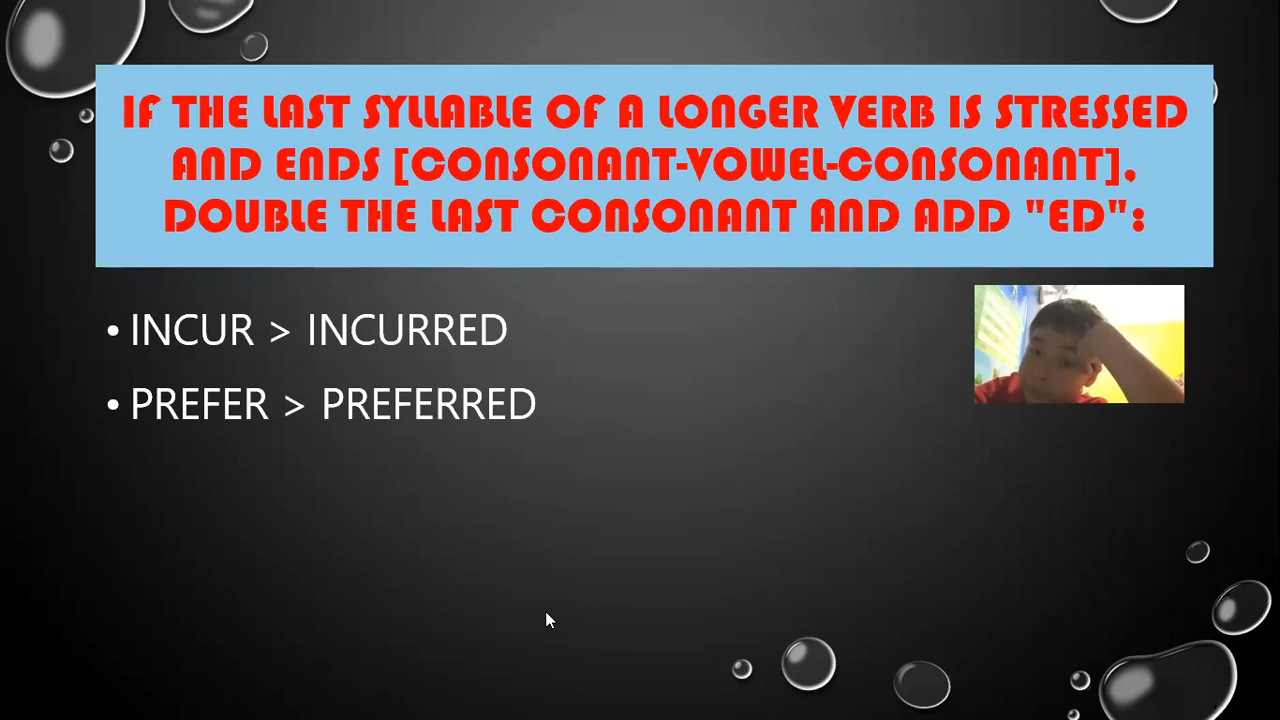 IF THE LAST SYLLABLE OF A LONGER VERB IS STRESSED
AND ENDS [CONSONANT-VOWEL-CONSONANT],
DOUBLE THE LAST CONSONANT AND ADD "ED":
• INCUR > INCURRED
• PREFER > PREFERRED